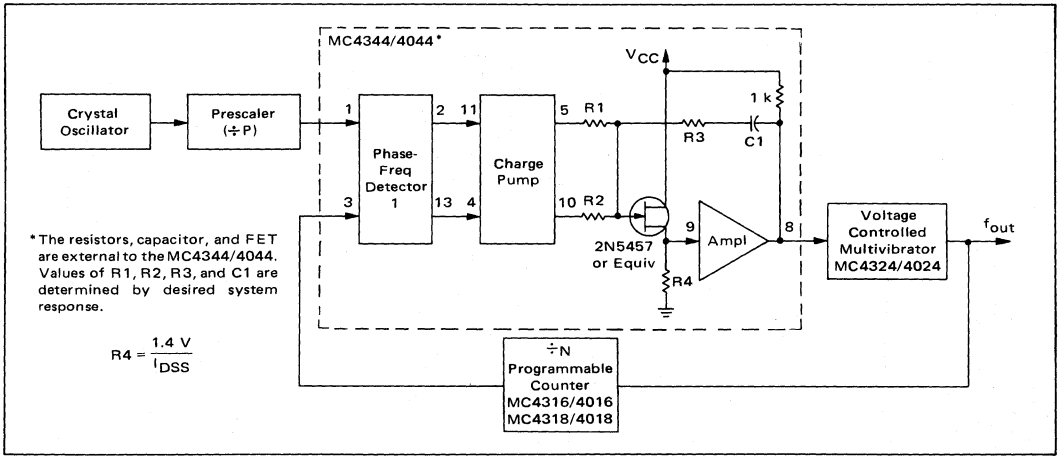 MC4344/4044*
VCC
1 k
Crystal
Oscillator
Prescaler
(÷P)
1
2
11
5
R1
R3
C1
Phase-
Freq
Detector
1
Charge
Pump
3
13
4
10
R2
2N5457
or Equiv
9
Ampl
8
R4
Voltage
Controlled
Multivibrator
MC4324/4024
fout
*The resistors, capacitor, and FET
are external to the MC4344/4044.
Values of R1, R2, R3, and C1 are
determined by desired system
response.
R4 = 1.4 V / IDSS
÷N
Programmable
Counter
MC4316/4016
MC4318/4018